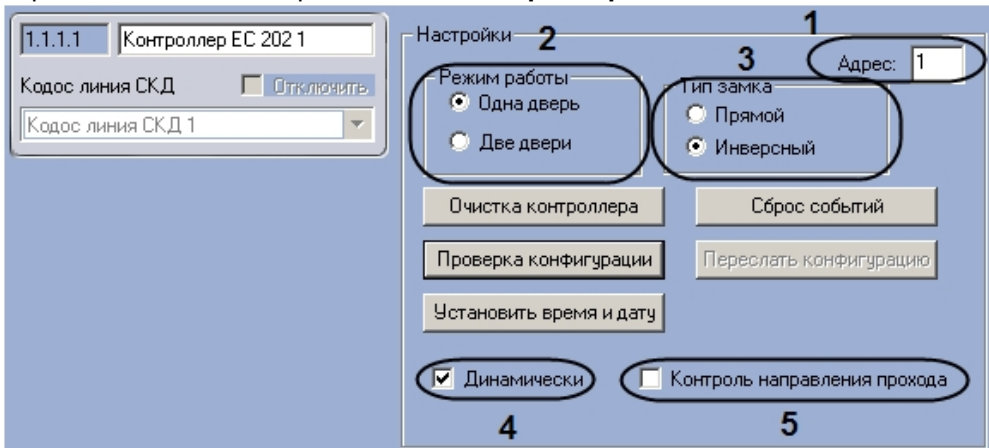 1.1.1.1 Контроллер ЕС 202 1
Кодос линия СКД Отключить
Кодос линия СКД 1
1
Настройки
2
3
Адрес: 1
Режим работы
Одна дверь
Две двери
Тип замка
Прямой
Инверсный
Очистка контроллера
Сброс событий
Проверка конфигурации
Переслать конфигурацию
Установить время и дату
Динамически
Контроль направления прохода
4
5